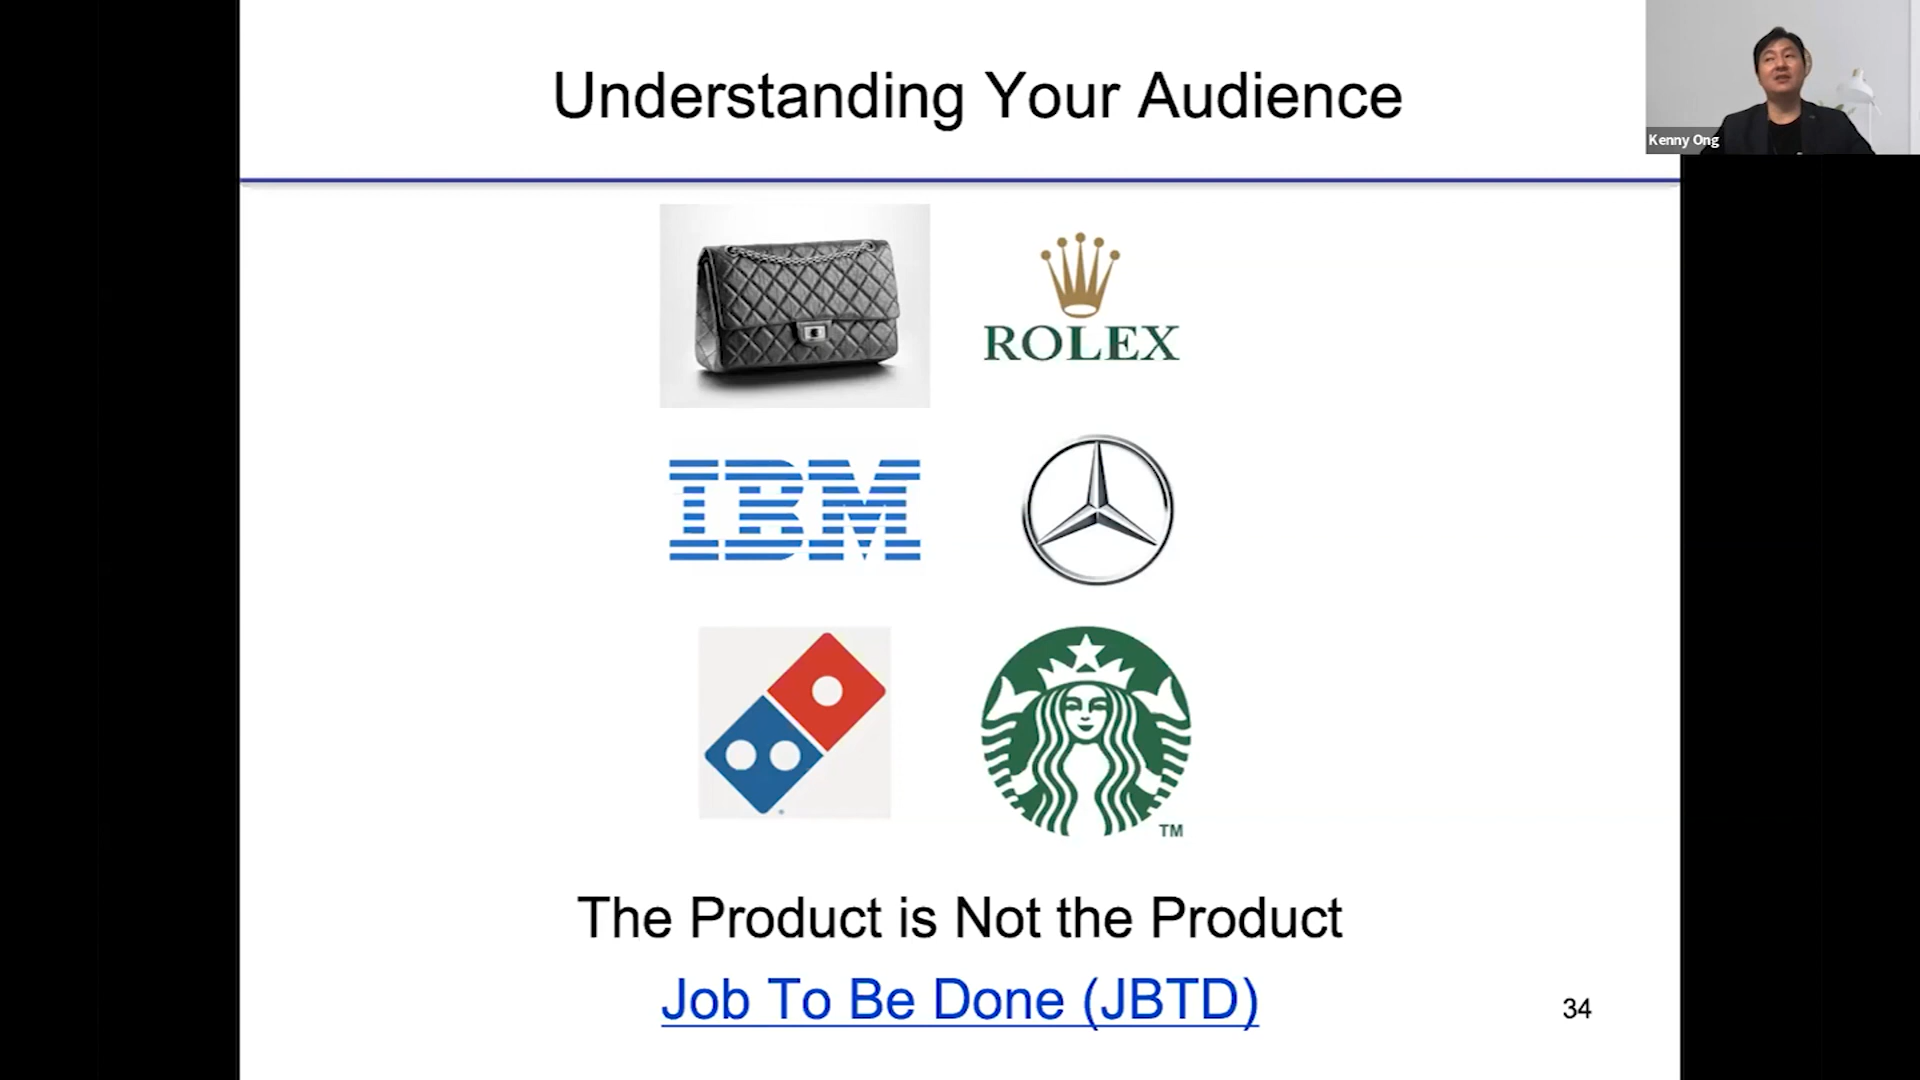 Understanding Your Audience
Kenny Ong
ROLEX
IBM
TM
The Product is Not the Product
Job To Be Done (JBTD)
34